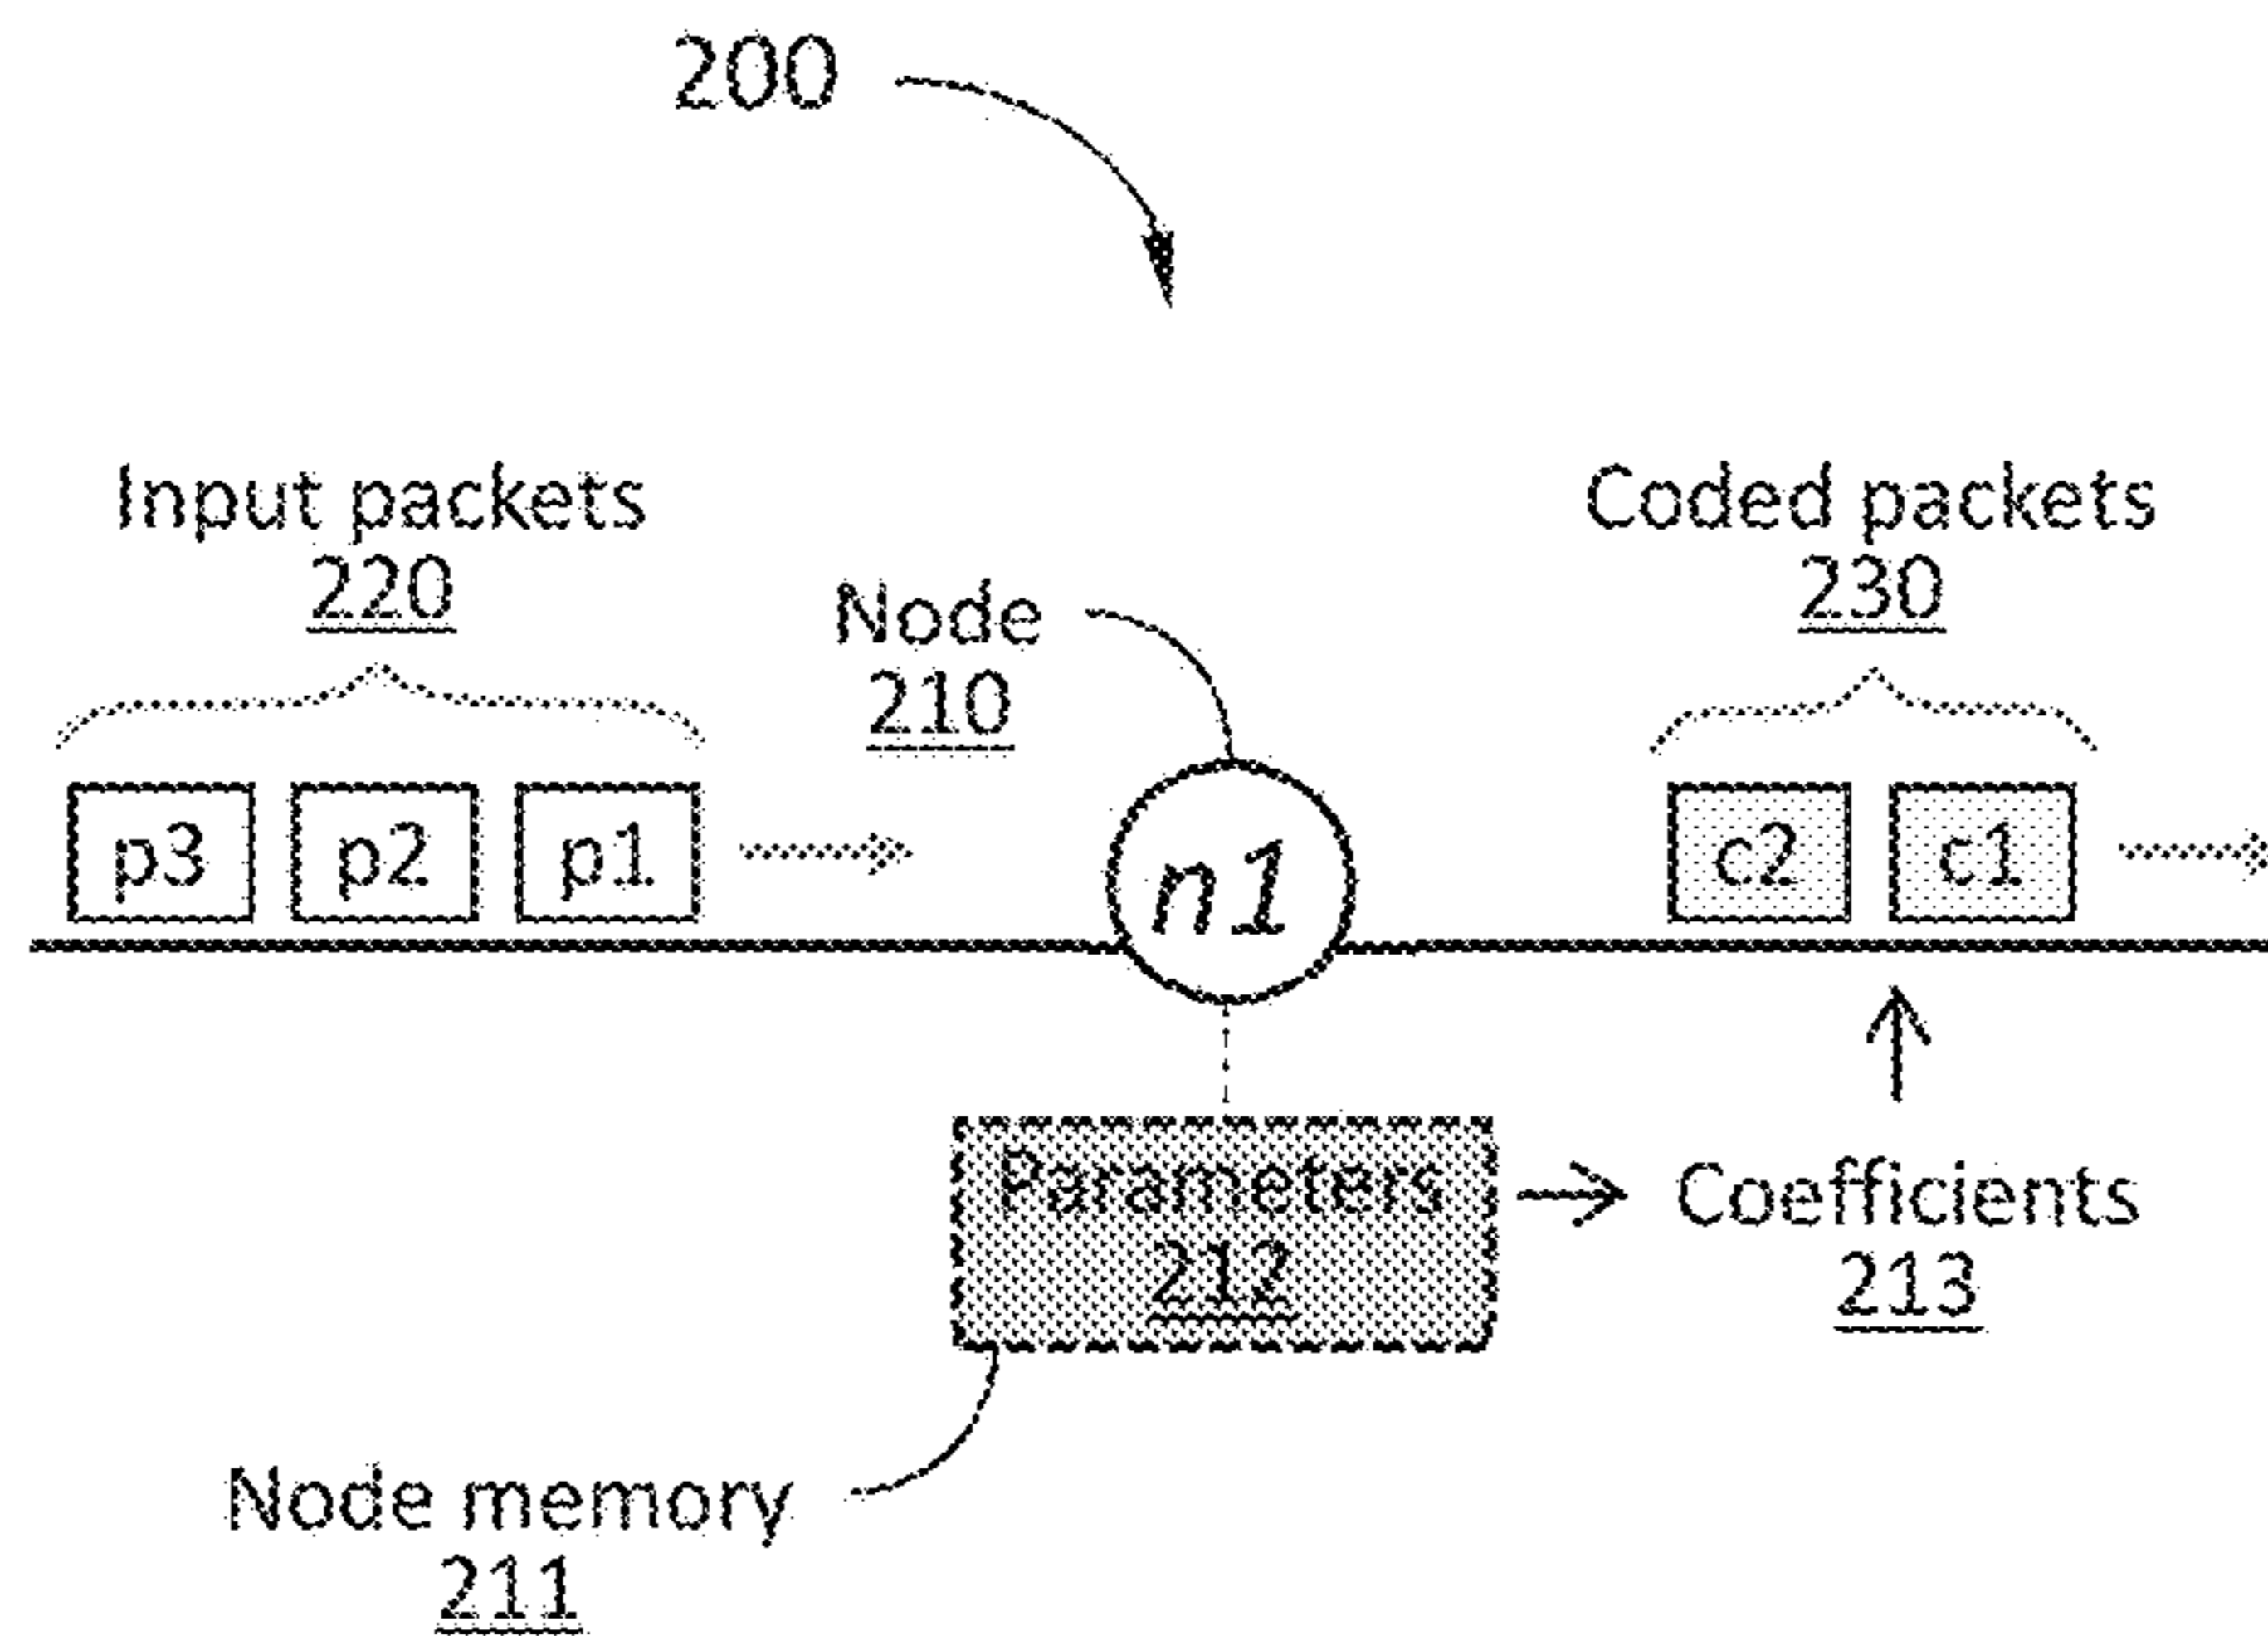 200
Input packets
220
Coded packets
230
Node
210
p3 p2 p1
n1
c2 c1
Parameters
212
Coefficients
213
Node memory
211